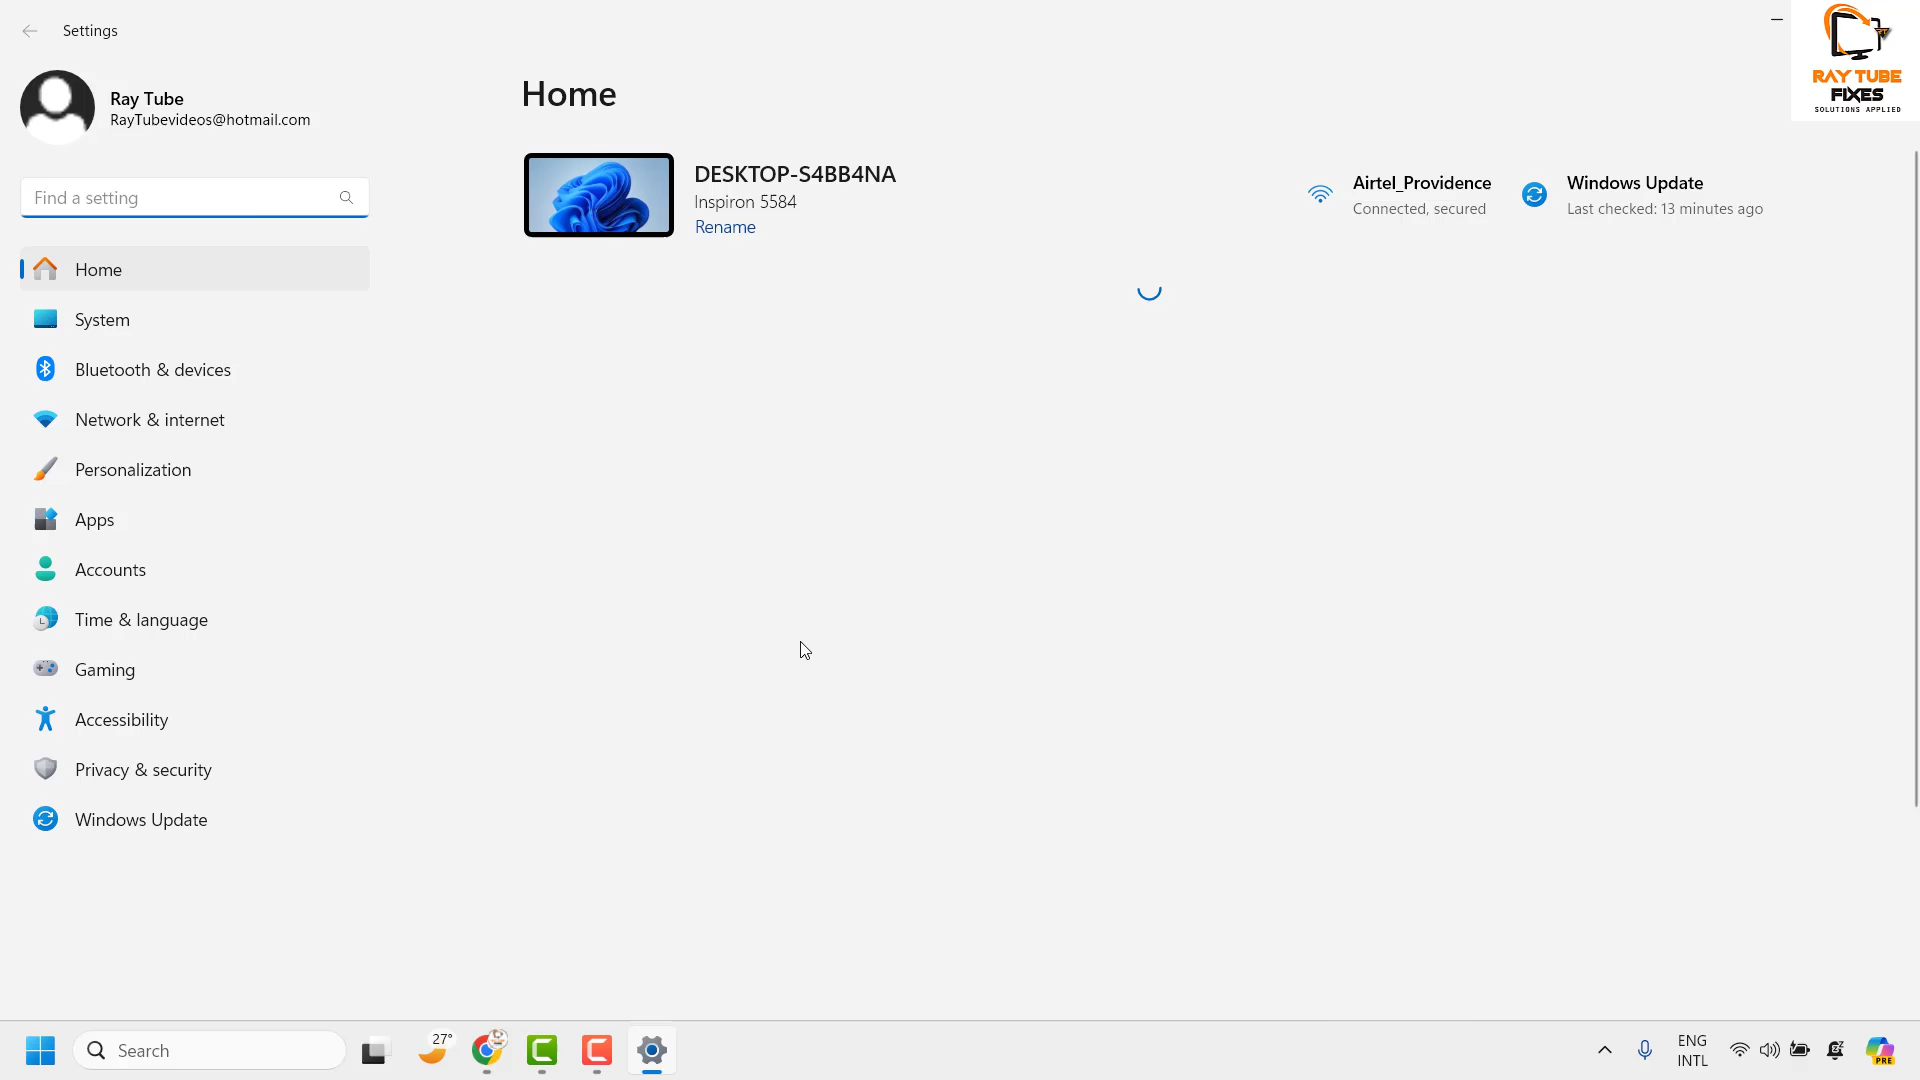 Settings
RAY TUBE
FIXES
SOLUTIONS APPLIED
Ray Tube
RayTubevideos@hotmail.com
Find a setting
Home
System
Bluetooth & devices
Network & internet
Personalization
Apps
Accounts
Time & language
Gaming
Accessibility
Privacy & security
Windows Update
Home
DESKTOP-S4BB4NA
Inspiron 5584
Rename
Airtel_Providence
Connected, secured
Windows Update
Last checked: 13 minutes ago
Search
27°
ENG
INTL
PRE